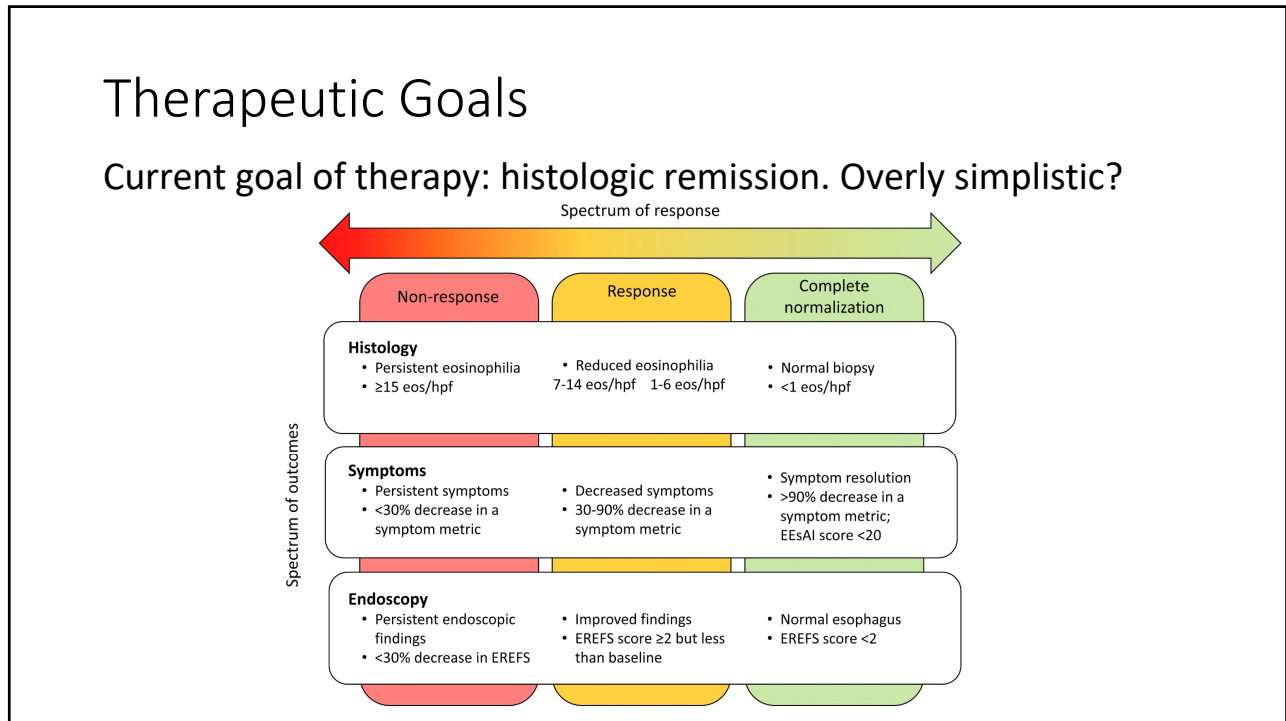 Therapeutic Goals
Current goal of therapy: histologic remission. Overly simplistic?
Spectrum of response
Non-response
Response
Complete
normalization
Spectrum of outcomes
Histology
• Persistent eosinophilia
• ≥15 eos/hpf
• Reduced eosinophilia
7-14 eos/hpf 1-6 eos/hpf
• Normal biopsy
• <1 eos/hpf
Symptoms
• Persistent symptoms
• <30% decrease in a
symptom metric
• Decreased symptoms
• 30-90% decrease in a
symptom metric
• Symptom resolution
• >90% decrease in a
symptom metric;
EEsAI score <20
Endoscopy
• Persistent endoscopic
findings
• <30% decrease in EREFS
• Improved findings
• EREFS score ≥2 but less
than baseline
• Normal esophagus
• EREFS score <2